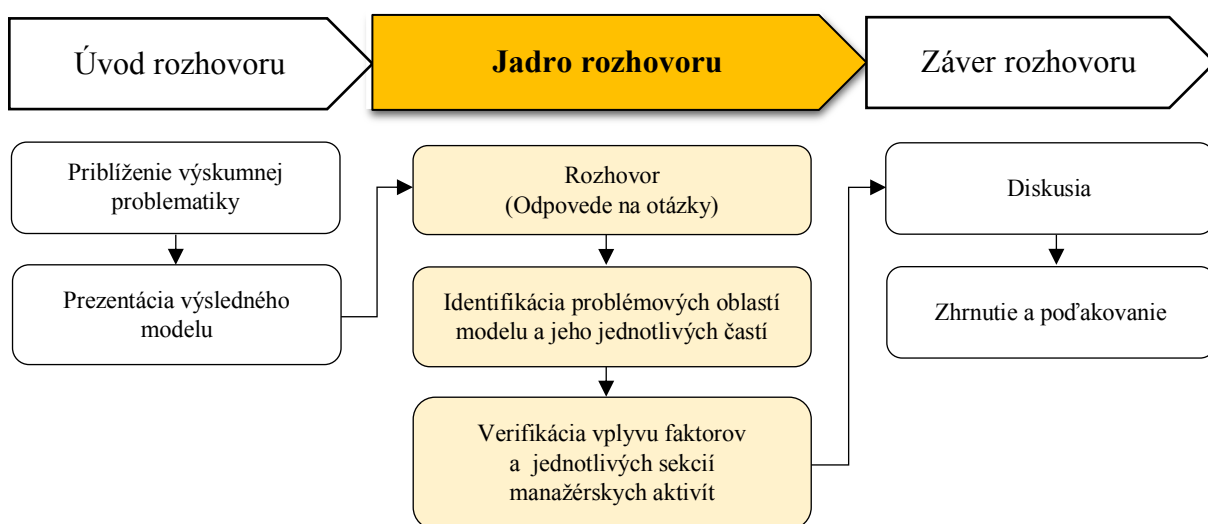 Úvod rozhovoru
Jadro rozhovoru
Záver rozhovoru
Priblíženie výskumnej
problematiky
Prezentácia výsledného
modelu
Rozhovor
(Odpovede na otázky)
Identifikácia problémových oblastí
modelu a jeho jednotlivých častí
Verifikácia vplyvu faktorov
a jednotlivých sekcií
manažérskych aktivít
Diskusia
Zhrnutie a poďakovanie